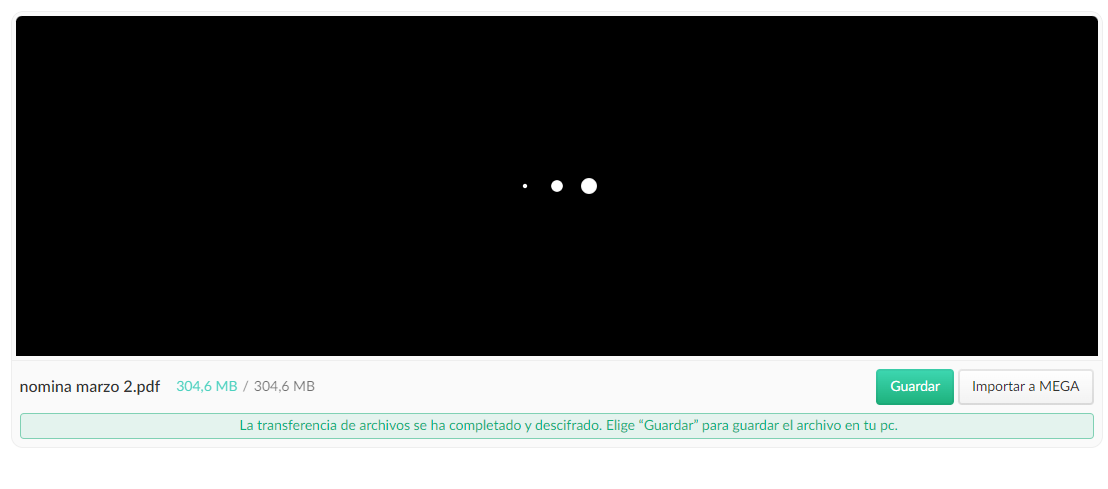 nomina marzo 2.pdf 304,6 MB / 304,6 MB Guardar Importar a MEGA
La transferencia de archivos se ha completado y descifrado. Elige “Guardar” para guardar el archivo en tu pc.